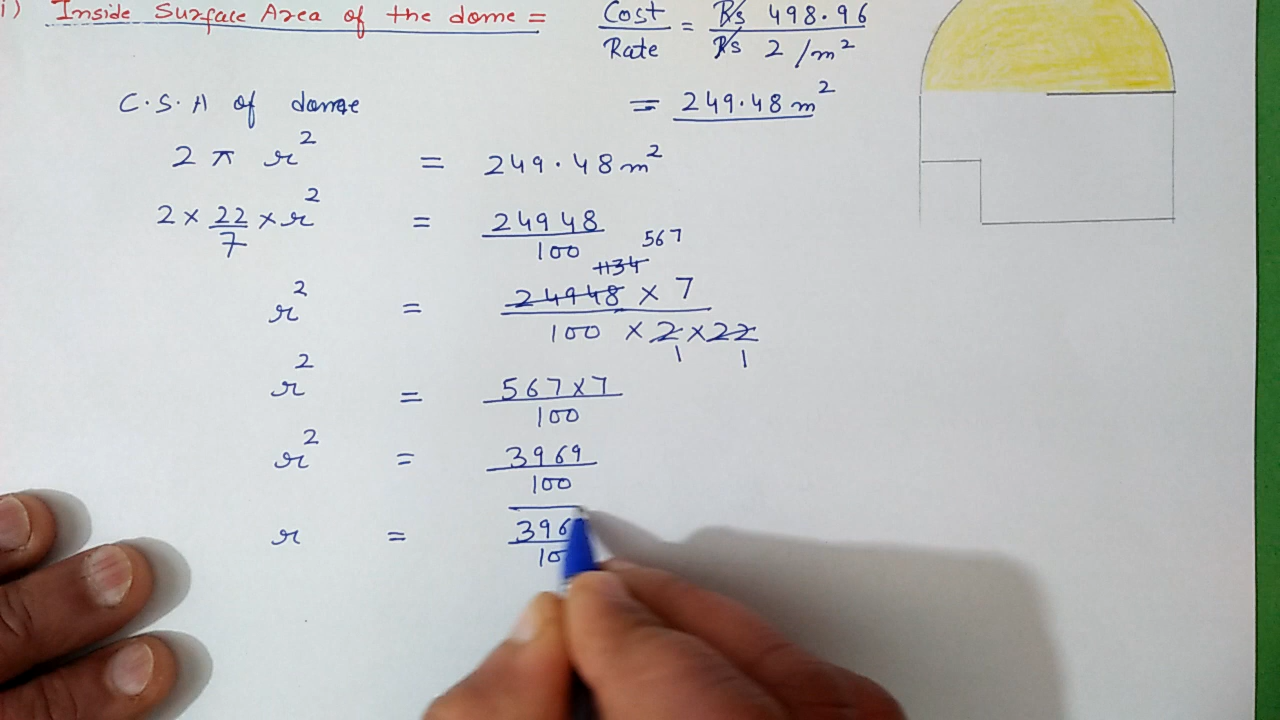 i) Inside Surface Area of the dome = Cost/Rate = Rs 498.96 / Rs 2 /m²
C.S.A of dome = 249.48 m²
2 π r² = 249.48 m²
2 × 22/7 × r² = 24948/100
567
1134
r² = 24948 × 7 / 100 × 2 × 22
1 1
r² = 567 × 7 / 100
r² = 3969/100
r =